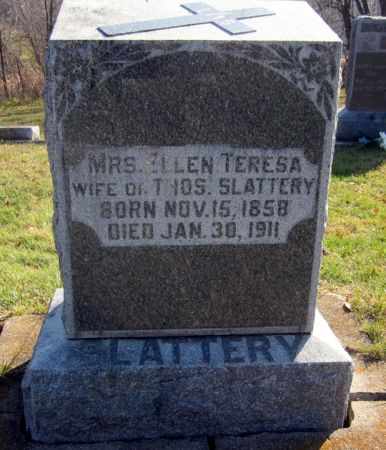 MRS. ELLEN TERESA
WIFE OF THOS. SLATTERY
BORN NOV. 15, 1858
DIED JAN. 30, 1911
SLATTERY